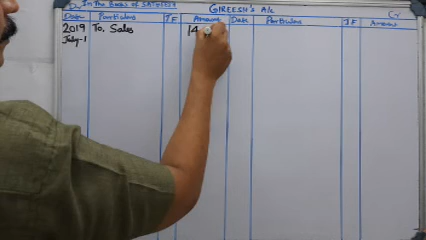 Dr In The Books of SATHEESH GIREESH's A/c Cr
Date Particulars J.F Amount Date Particulars J.F Amount
2019 To, Sales 14
July-1